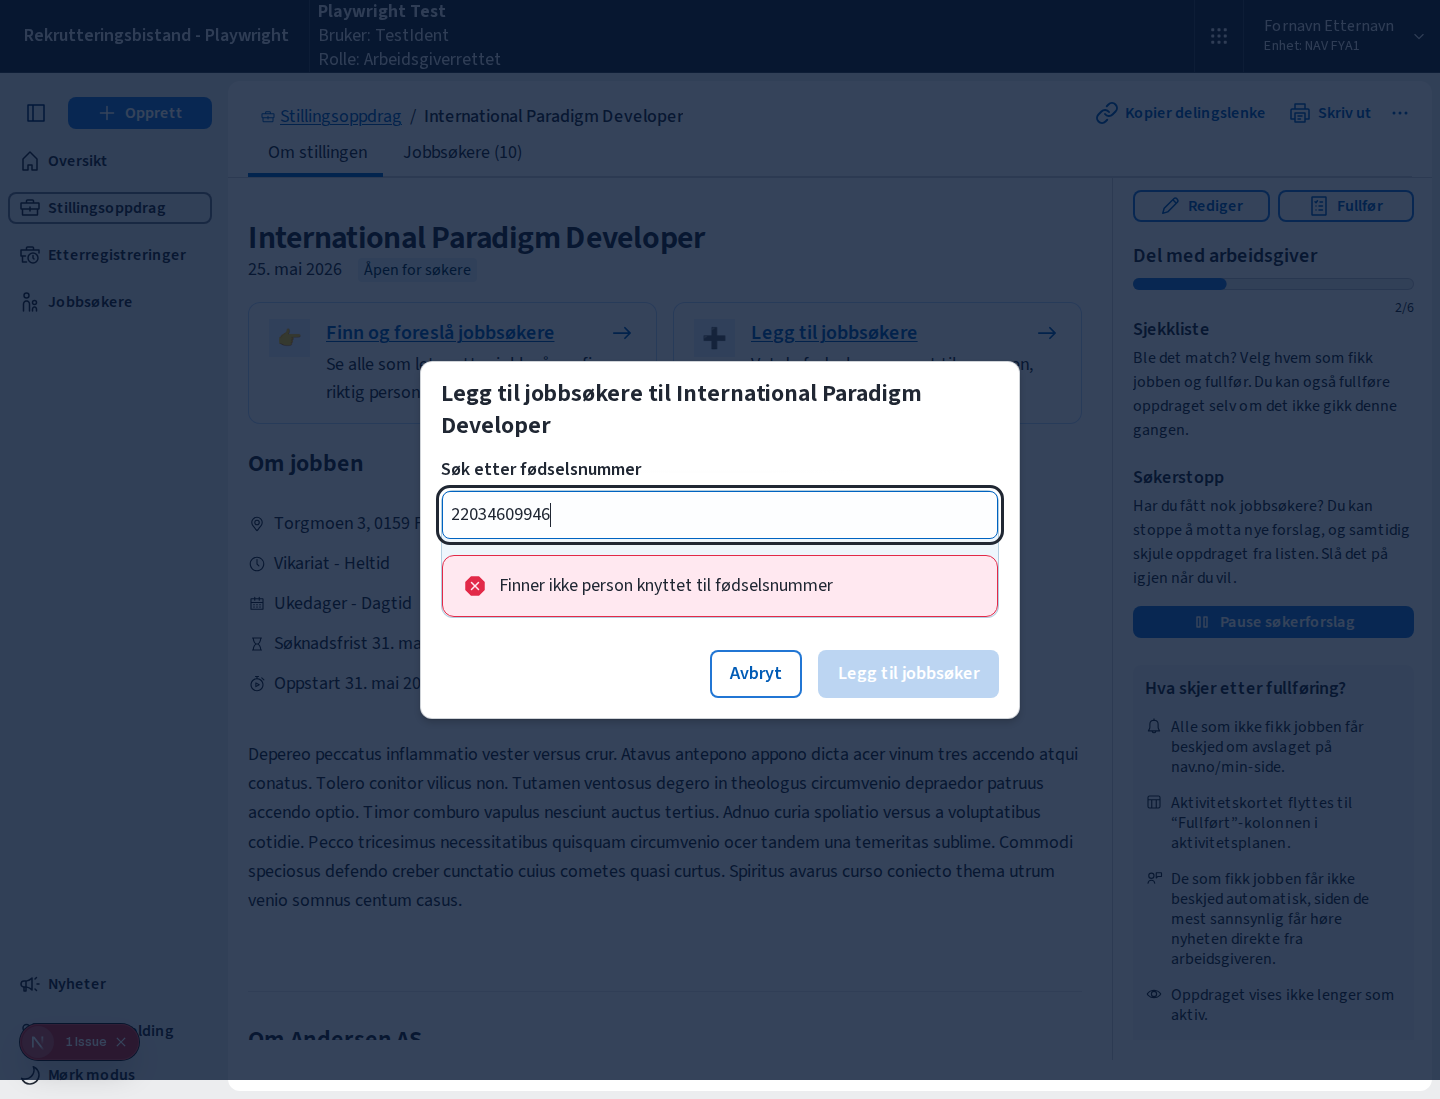 Rekrutteringsbistand - Playwright
Playwright Test
Bruker: TestIdent
Rolle: Arbeidsgiverrettet
Fornavn Etternavn
Enhet: NAV FYA1
Opprett
Oversikt
Stillingsoppdrag
Etterregistreringer
Jobbsøkere
Stillingsoppdrag / International Paradigm Developer
Kopier delingslenke
Skriv ut
Om stillingen
Jobbsøkere (10)
International Paradigm Developer
25. mai 2026
Åpen for søkere
Finn og foreslå jobbsøkere
Se alle som
riktig person
Legg til jobbsøkere
Om jobben
Torgmoen 3, 0159
Vikariat - Heltid
Ukedager - Dagtid
Søknadsfrist 31.
Oppstart 31. mai
Legg til jobbsøkere til International Paradigm
Developer
Søk etter fødselsnummer
22034609946
Finner ikke person knyttet til fødselsnummer
Avbryt
Legg til jobbsøker
Depereo peccatus inflammatio vester versus crur. Atavus antepono appono dicta acer vinum tres accendo atqui
conatus. Tolero conitor vilicus non. Tutamen ventosus degero in theologus circumvenio depraedor patruus
accendo optio. Timor comburo vapulus nesciunt auctus tertius. Adnuo curia spoliatio versus a voluptatibus
cotidie. Pecco tricesimus necessitatibus quisquam circumvenio ocer tandem una temeritas sublime. Commodi
speciosus defendo creber cunctatio cuius cometes quasi curtus. Spiritus avarus curso coniecto thema utrum
venio somnus centum casus.
Om Andersen AS
Rediger
Fullfør
Del med arbeidsgiver
2/6
Sjekkliste
Ble det match? Velg hvem som fikk
jobben og fullfør. Du kan også fullføre
oppdraget selv om det ikke gikk denne
gangen.
Søkerstopp
Har du fått nok jobbsøkere? Du kan
stoppe å motta nye forslag, og samtidig
skjule oppdraget fra listen. Slå det på
igjen når du vil.
Pause søkerforslag
Hva skjer etter fullføring?
Alle som ikke fikk jobben får
beskjed om avslaget på
nav.no/min-side.
Aktivitetskortet flyttes til
“Fullført”-kolonnen i
aktivitetsplanen.
De som fikk jobben får ikke
beskjed automatisk, siden de
mest sannsynlig får høre
nyheten direkte fra
arbeidsgiveren.
Oppdraget vises ikke lenger som
aktiv.
Nyheter
1 Issue
Mørk modus